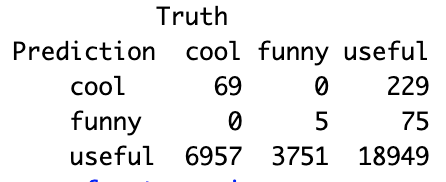 Truth
Prediction cool funny useful
cool 69 0 229
funny 0 5 75
useful 6957 3751 18949